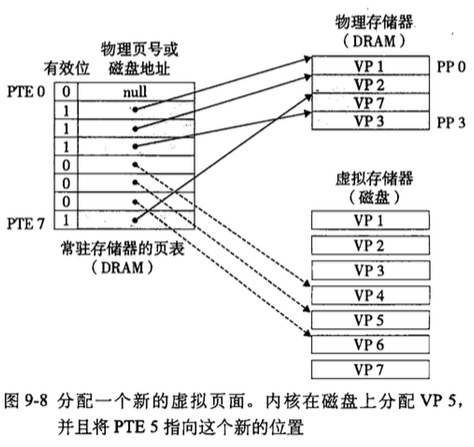 物理页号或
磁盘地址
有效位
PTE 0
0
null
1
1
1
0
0
0
PTE 7
1
常驻存储器的页表
（DRAM）
物理存储器
（DRAM）
VP 1
PP 0
VP 2
VP 7
VP 3
PP 3
虚拟存储器
（磁盘）
VP 1
VP 2
VP 3
VP 4
VP 5
VP 6
VP 7
图 9-8 分配一个新的虚拟页面。内核在磁盘上分配 VP 5，
并且将 PTE 5 指向这个新的位置